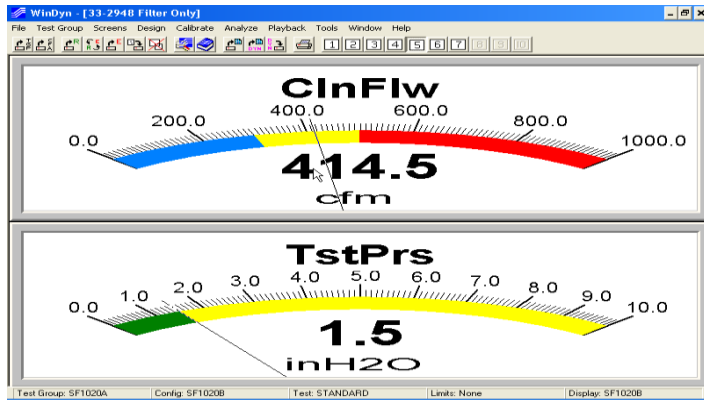 WinDyn - [33-2948 Filter Only]
File Test Group Screens Design Calibrate Analyze Playback Tools Window Help
1 2 3 4 5 6 7 8 9 10
ClnFlw
0.0 200.0 400.0 600.0 800.0 1000.0
414.5
cfm
TstPrs
0.0 1.0 2.0 3.0 4.0 5.0 6.0 7.0 8.0 9.0 10.0
1.5
inH2O
Test Group: SF1020A Config: SF1020B Test: STANDARD Limits: None Display: SF1020B